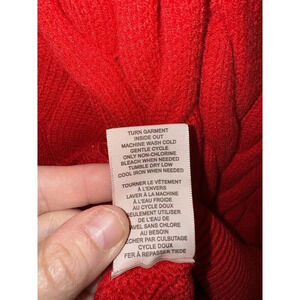 TURN GARMENT
INSIDE OUT
MACHINE WASH COLD
GENTLE CYCLE
ONLY NON-CHLORINE
BLEACH WHEN NEEDED
TUMBLE DRY LOW
COOL IRON WHEN NEEDED
TOURNER LE VÊTEMENT
À L'ENVERS
LAVER À LA MACHINE
À L'EAU FROIDE
AU CYCLE DOUX
SEULEMENT UTILISER
DE L'EAU DE
JAVEL SANS CHLORE
AU BESOIN
SÉCHER PAR CULBUTAGE
CYCLE DOUX
FER À REPASSER TIEDE